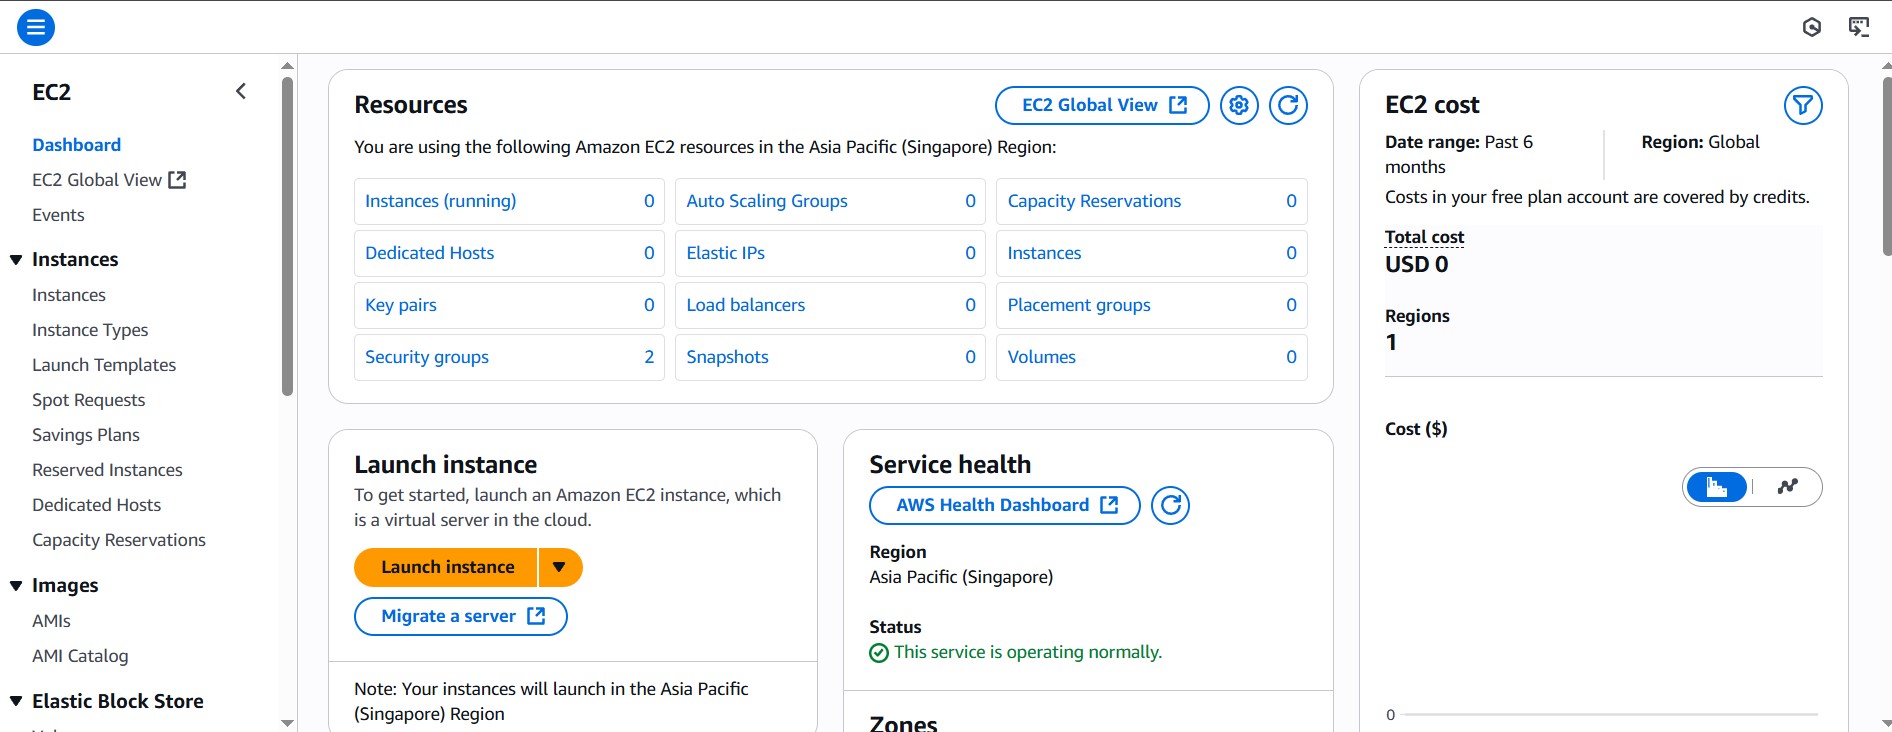 EC2
Dashboard
EC2 Global View
Events
Instances
Instances
Instance Types
Launch Templates
Spot Requests
Savings Plans
Reserved Instances
Dedicated Hosts
Capacity Reservations
Images
AMIs
AMI Catalog
Elastic Block Store
Resources
EC2 Global View
You are using the following Amazon EC2 resources in the Asia Pacific (Singapore) Region:
Instances (running) 0
Auto Scaling Groups 0
Capacity Reservations 0
Dedicated Hosts 0
Elastic IPs 0
Instances 0
Key pairs 0
Load balancers 0
Placement groups 0
Security groups 2
Snapshots 0
Volumes 0
Launch instance
To get started, launch an Amazon EC2 instance, which
is a virtual server in the cloud.
Launch instance
Migrate a server
Note: Your instances will launch in the Asia Pacific
(Singapore) Region
Service health
AWS Health Dashboard
Region
Asia Pacific (Singapore)
Status
This service is operating normally.
Zones
EC2 cost
Date range: Past 6
months
Region: Global
Costs in your free plan account are covered by credits.
Total cost
USD 0
Regions
1
Cost ($)
0